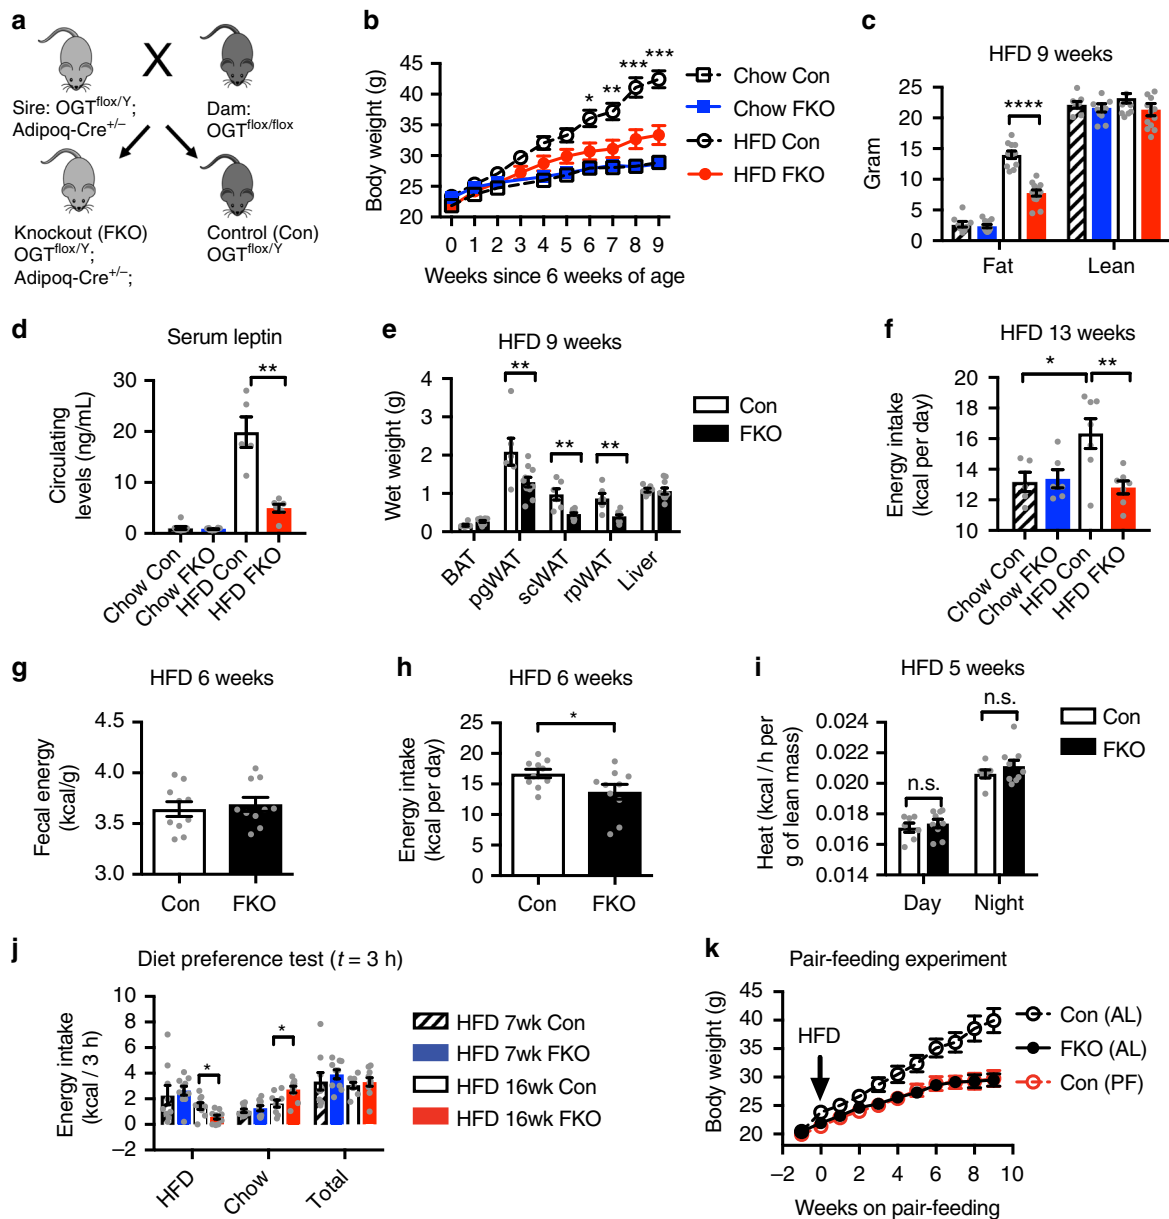 a
X
Sire: OGT^flox/Y;
Adipoq-Cre^+/–
Dam:
OGT^flox/flox
Knockout (FKO)
OGT^flox/Y;
Adipoq-Cre^+/–;
Control (Con)
OGT^flox/Y
b
Body weight (g)
45
40
35
30
25
20
0 1 2 3 4 5 6 7 8 9
Weeks since 6 weeks of age
* ** *** ***
Chow Con
Chow FKO
HFD Con
HFD FKO
c
HFD 9 weeks
Gram
25
20
15
10
5
0
****
Fat Lean
d
Serum leptin
Circulating
levels (ng/mL)
30
20
10
0
**
Chow Con
Chow FKO
HFD Con
HFD FKO
e
HFD 9 weeks
Wet weight (g)
4
3
2
1
0
** ** **
Con
FKO
BAT
pgWAT
scWAT
rpWAT
Liver
f
HFD 13 weeks
Energy intake
(kcal per day)
20
18
16
14
12
10
* **
Chow Con
Chow FKO
HFD Con
HFD FKO
g
HFD 6 weeks
Fecal energy
(kcal/g)
4.5
4.0
3.5
3.0
Con FKO
h
HFD 6 weeks
Energy intake
(kcal per day)
25
20
15
10
5
0
*
Con FKO
i
HFD 5 weeks
Heat (kcal / h per
g of lean mass)
0.024
0.022
0.020
0.018
0.016
0.014
n.s.
n.s.
Day Night
Con
FKO
j
Diet preference test (t = 3 h)
Energy intake
(kcal / 3 h)
10
8
6
4
2
0
–2
*
*
HFD
Chow
Total
HFD 7wk Con
HFD 7wk FKO
HFD 16wk Con
HFD 16wk FKO
k
Pair-feeding experiment
Body weight (g)
45
40
35
30
25
20
HFD
–2 0 2 4 6 8 10
Weeks on pair-feeding
Con (AL)
FKO (AL)
Con (PF)